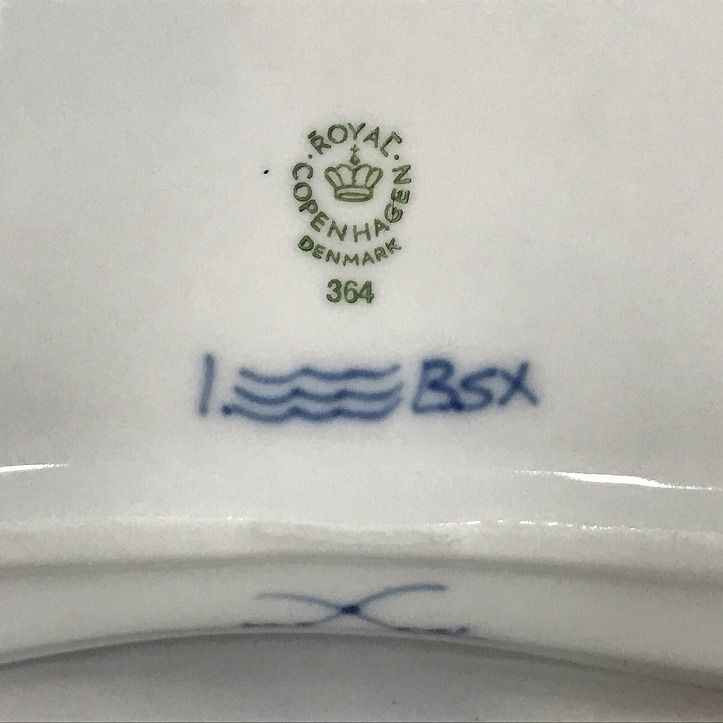 ROYAL
COPENHAGEN
DENMARK
364
1. BSX